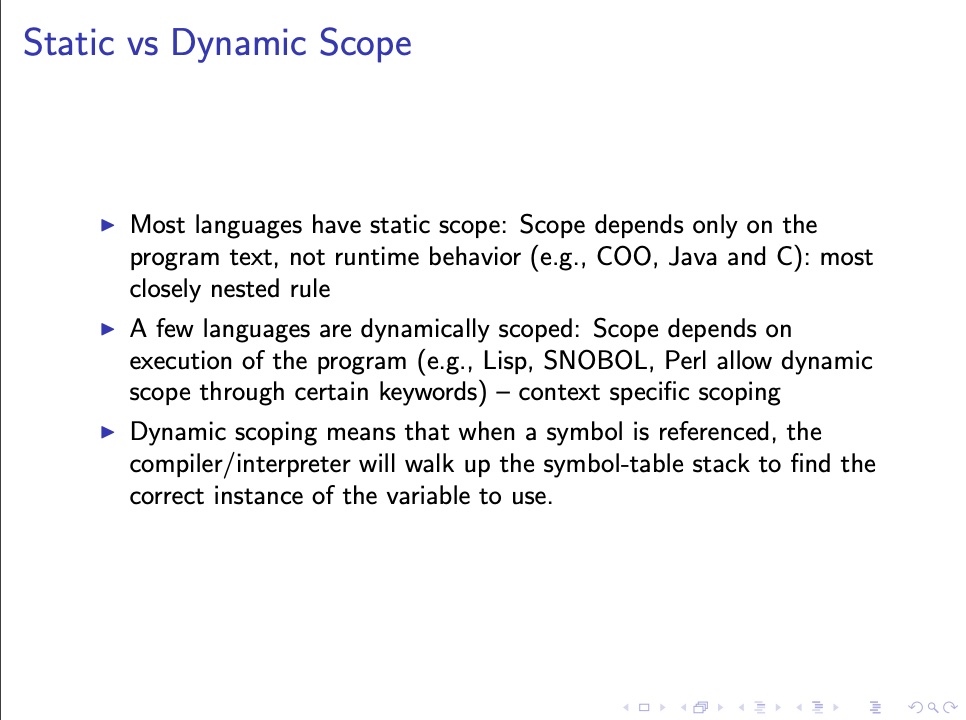 Static vs Dynamic Scope
Most languages have static scope: Scope depends only on the
program text, not runtime behavior (e.g., COO, Java and C): most
closely nested rule
A few languages are dynamically scoped: Scope depends on
execution of the program (e.g., Lisp, SNOBOL, Perl allow dynamic
scope through certain keywords) – context specific scoping
Dynamic scoping means that when a symbol is referenced, the
compiler/interpreter will walk up the symbol-table stack to find the
correct instance of the variable to use.